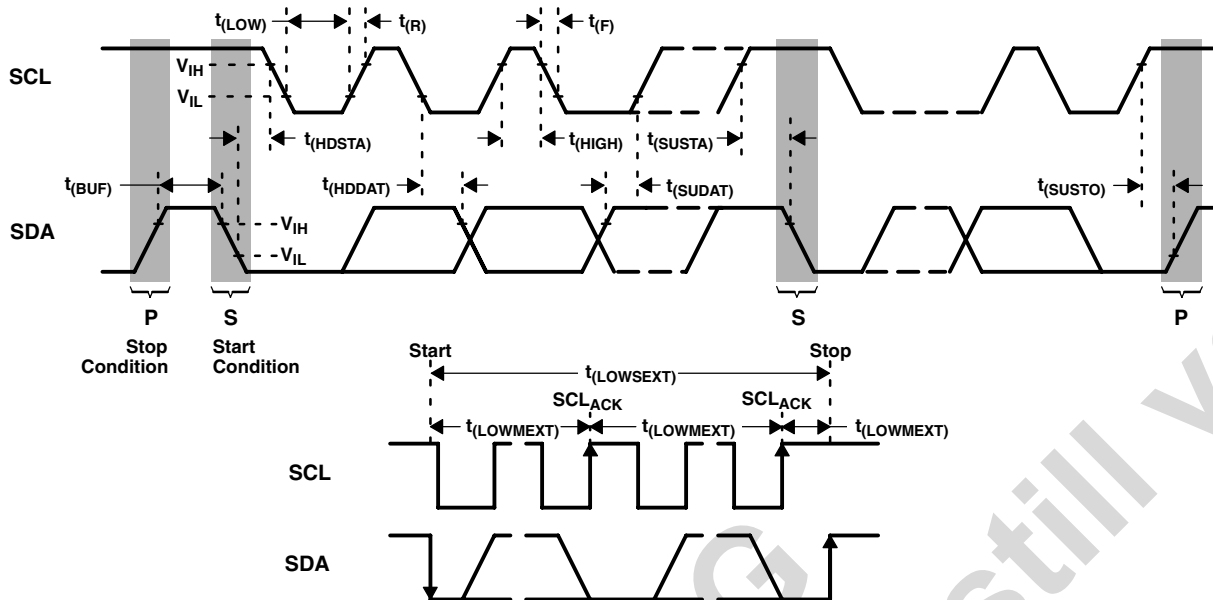 t(LOW) t(R) t(F)
SCL
VIH
VIL
t(HDSTA) t(HIGH) t(SUSTA)
t(BUF) t(HDDAT) t(SUDAT) t(SUSTO)
SDA
VIH
VIL
P S S P
Stop Condition
Start Condition
Start Stop
t(LOWSEXT)
SCLACK SCLACK
t(LOWMEXT) t(LOWMEXT) t(LOWMEXT)
SCL
SDA
still